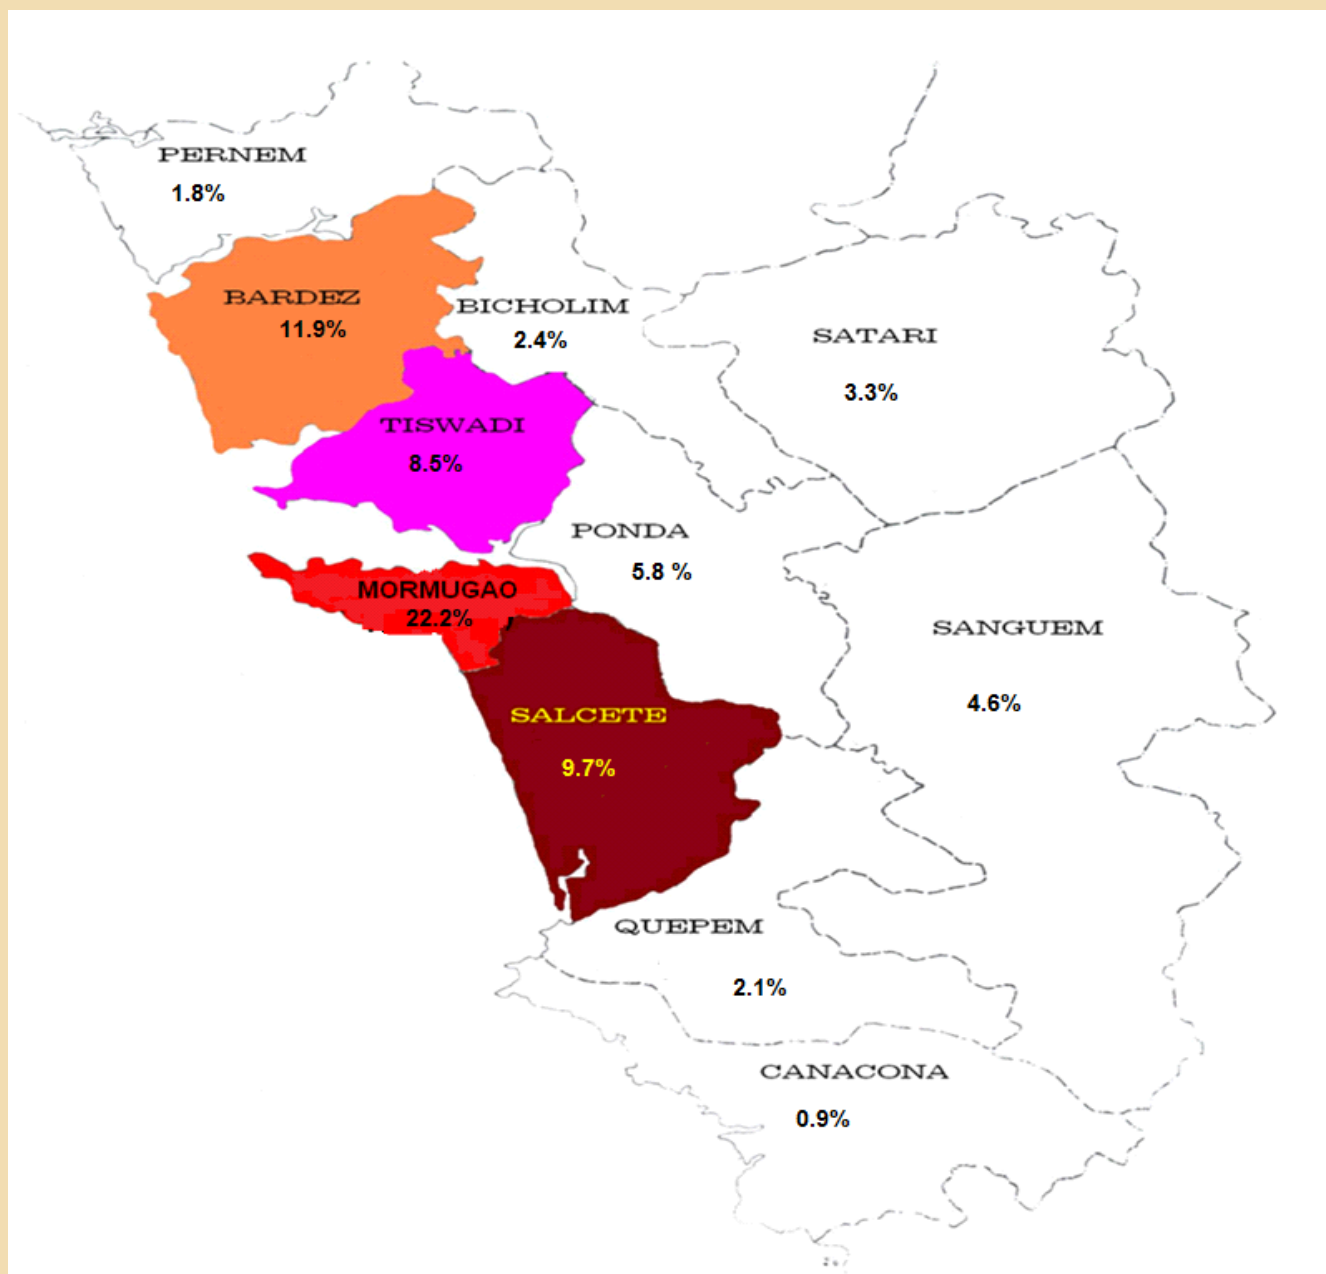 PERNEM
1.8%
BARDEZ
11.9%
BICHOLIM
2.4%
SATARI
3.3%
TISWADI
8.5%
PONDA
5.8 %
MORMUGAO
22.2%
SANGUEM
4.6%
SALCETE
9.7%
QUEPEM
2.1%
CANACONA
0.9%